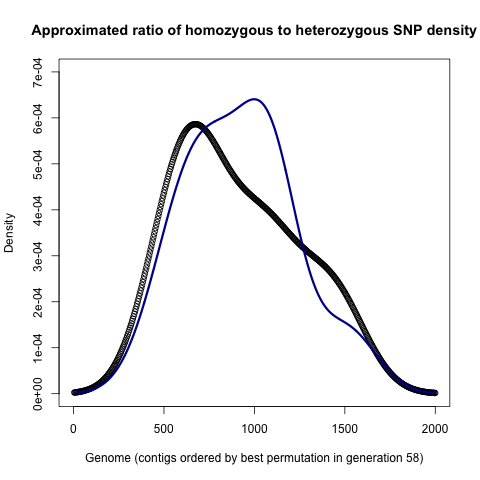 Approximated ratio of homozygous to heterozygous SNP density
7e-04
6e-04
5e-04
4e-04
3e-04
2e-04
1e-04
0e+00
Density
0 500 1000 1500 2000
Genome (contigs ordered by best permutation in generation 58)